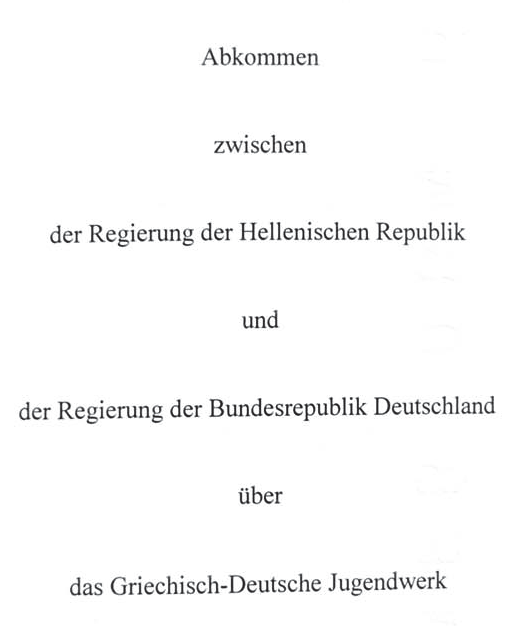 Abkommen
zwischen
der Regierung der Hellenischen Republik
und
der Regierung der Bundesrepublik Deutschland
über
das Griechisch-Deutsche Jugendwerk